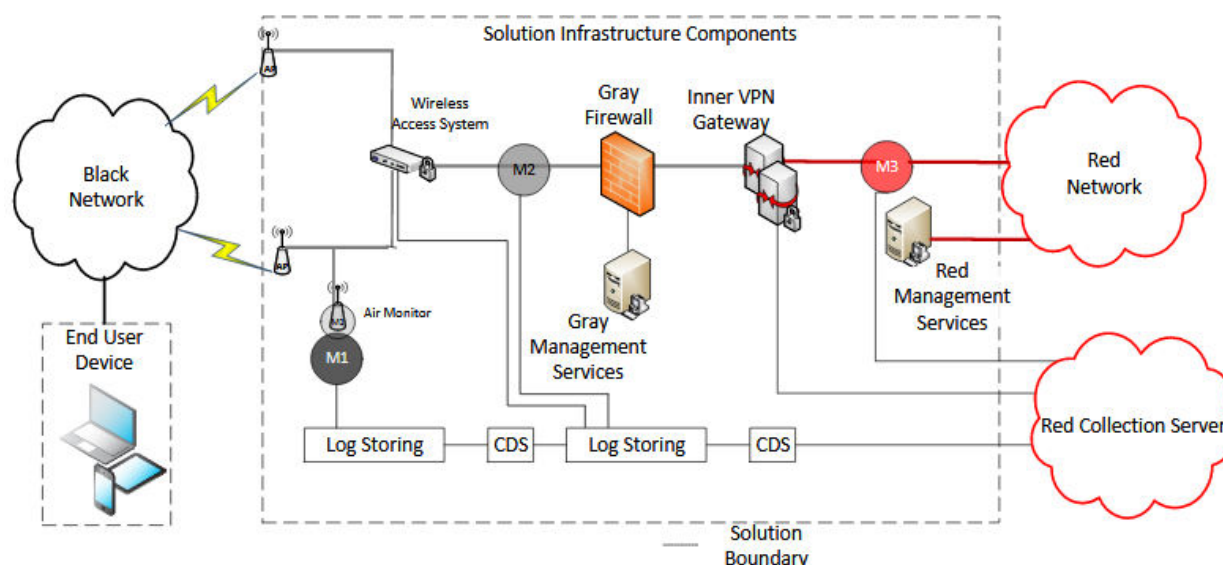 Solution Infrastructure Components
AP
Wireless
Access System
Gray
Firewall
Inner VPN
Gateway
Black
Network
M2
M3
Red
Network
AP
Air Monitor
M1
Gray
Management
Services
Red
Management
Services
End User
Device
Log Storing
CDS
Log Storing
CDS
Red Collection Server
Solution
Boundary